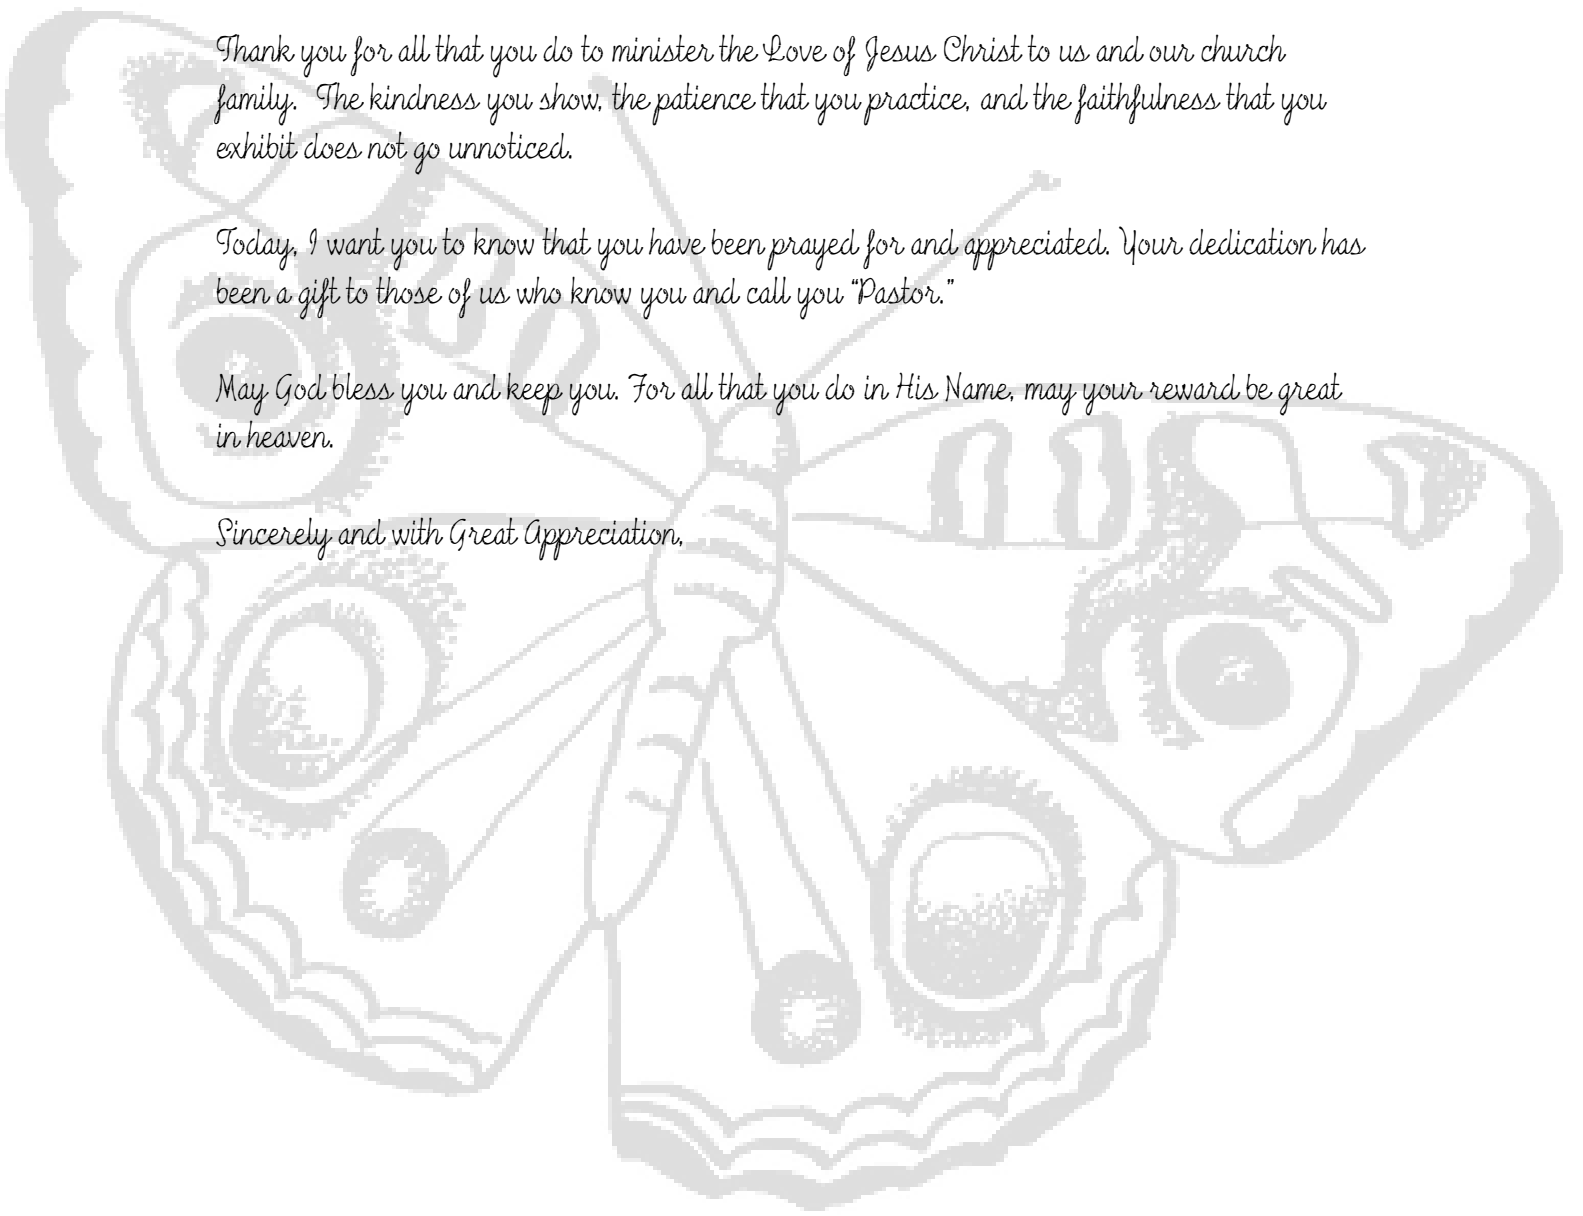 Thank you for all that you do to minister the Love of Jesus Christ to us and our church
family.  The kindness you show, the patience that you practice, and the faithfulness that you
exhibit does not go unnoticed.
Today, I want you to know that you have been prayed for and appreciated. Your dedication has
been a gift to those of us who know you and call you “Pastor.”
May God bless you and keep you. For all that you do in His Name, may your reward be great
in heaven.
Sincerely and with Great Appreciation,